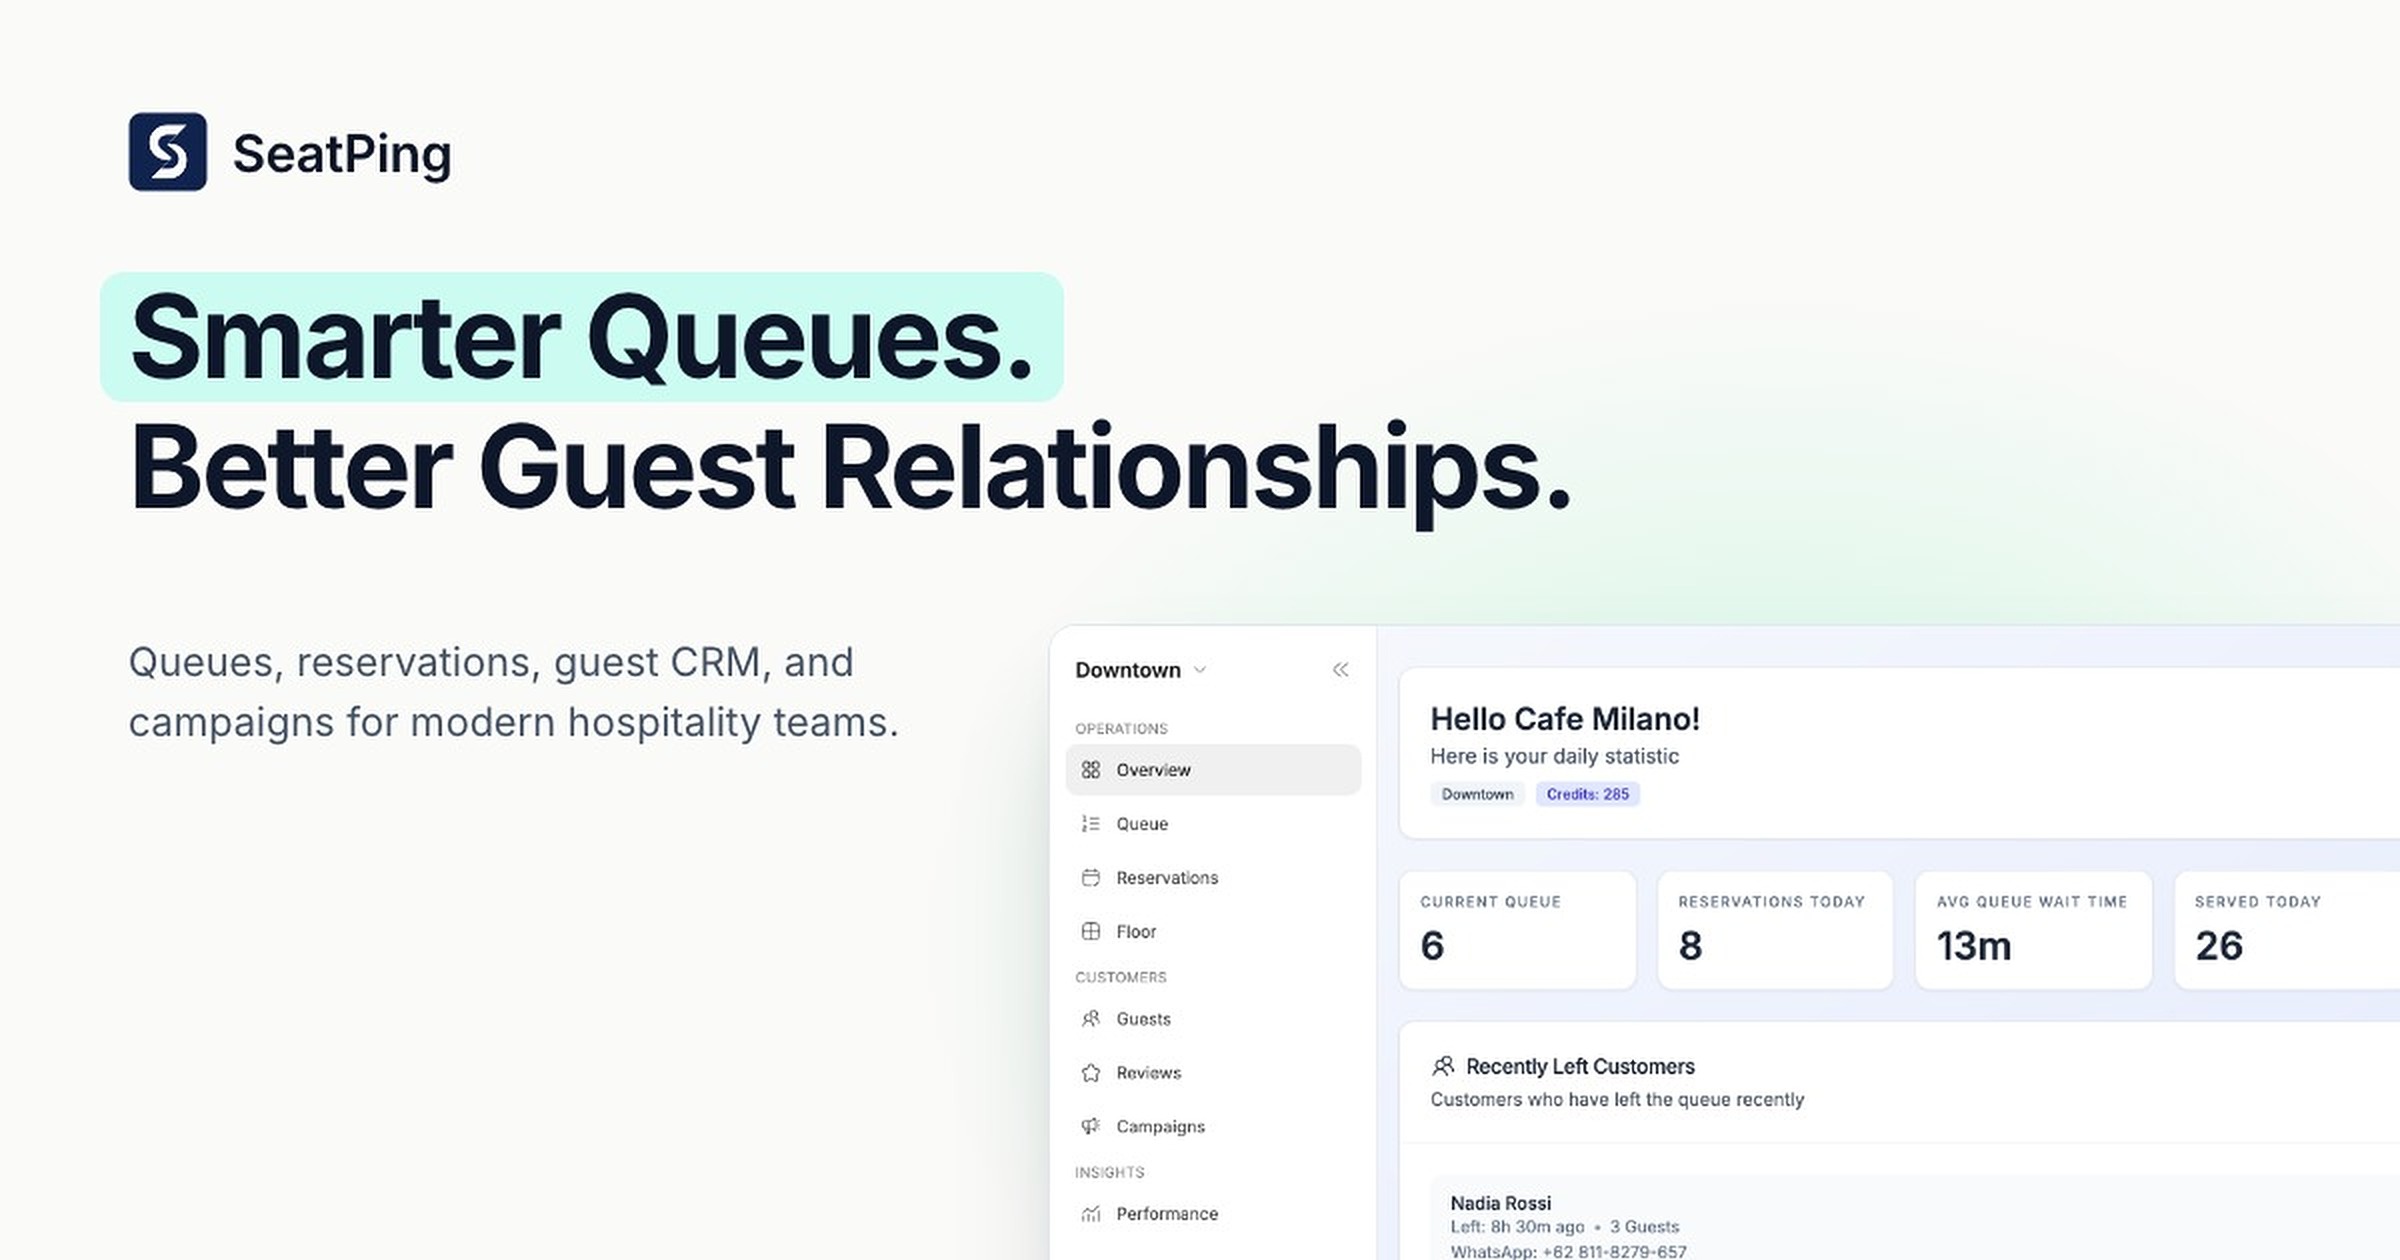 SeatPing
Smarter Queues.
Better Guest Relationships.
Queues, reservations, guest CRM, and
campaigns for modern hospitality teams.
Downtown
OPERATIONS
Overview
Queue
Reservations
Floor
CUSTOMERS
Guests
Reviews
Campaigns
INSIGHTS
Performance
Hello Cafe Milano!
Here is your daily statistic
Downtown
Credits: 285
CURRENT QUEUE
6
RESERVATIONS TODAY
8
AVG QUEUE WAIT TIME
13m
SERVED TODAY
26
Recently Left Customers
Customers who have left the queue recently
Nadia Rossi
Left: 8h 30m ago • 3 Guests
WhatsApp: +62 811-8279-657